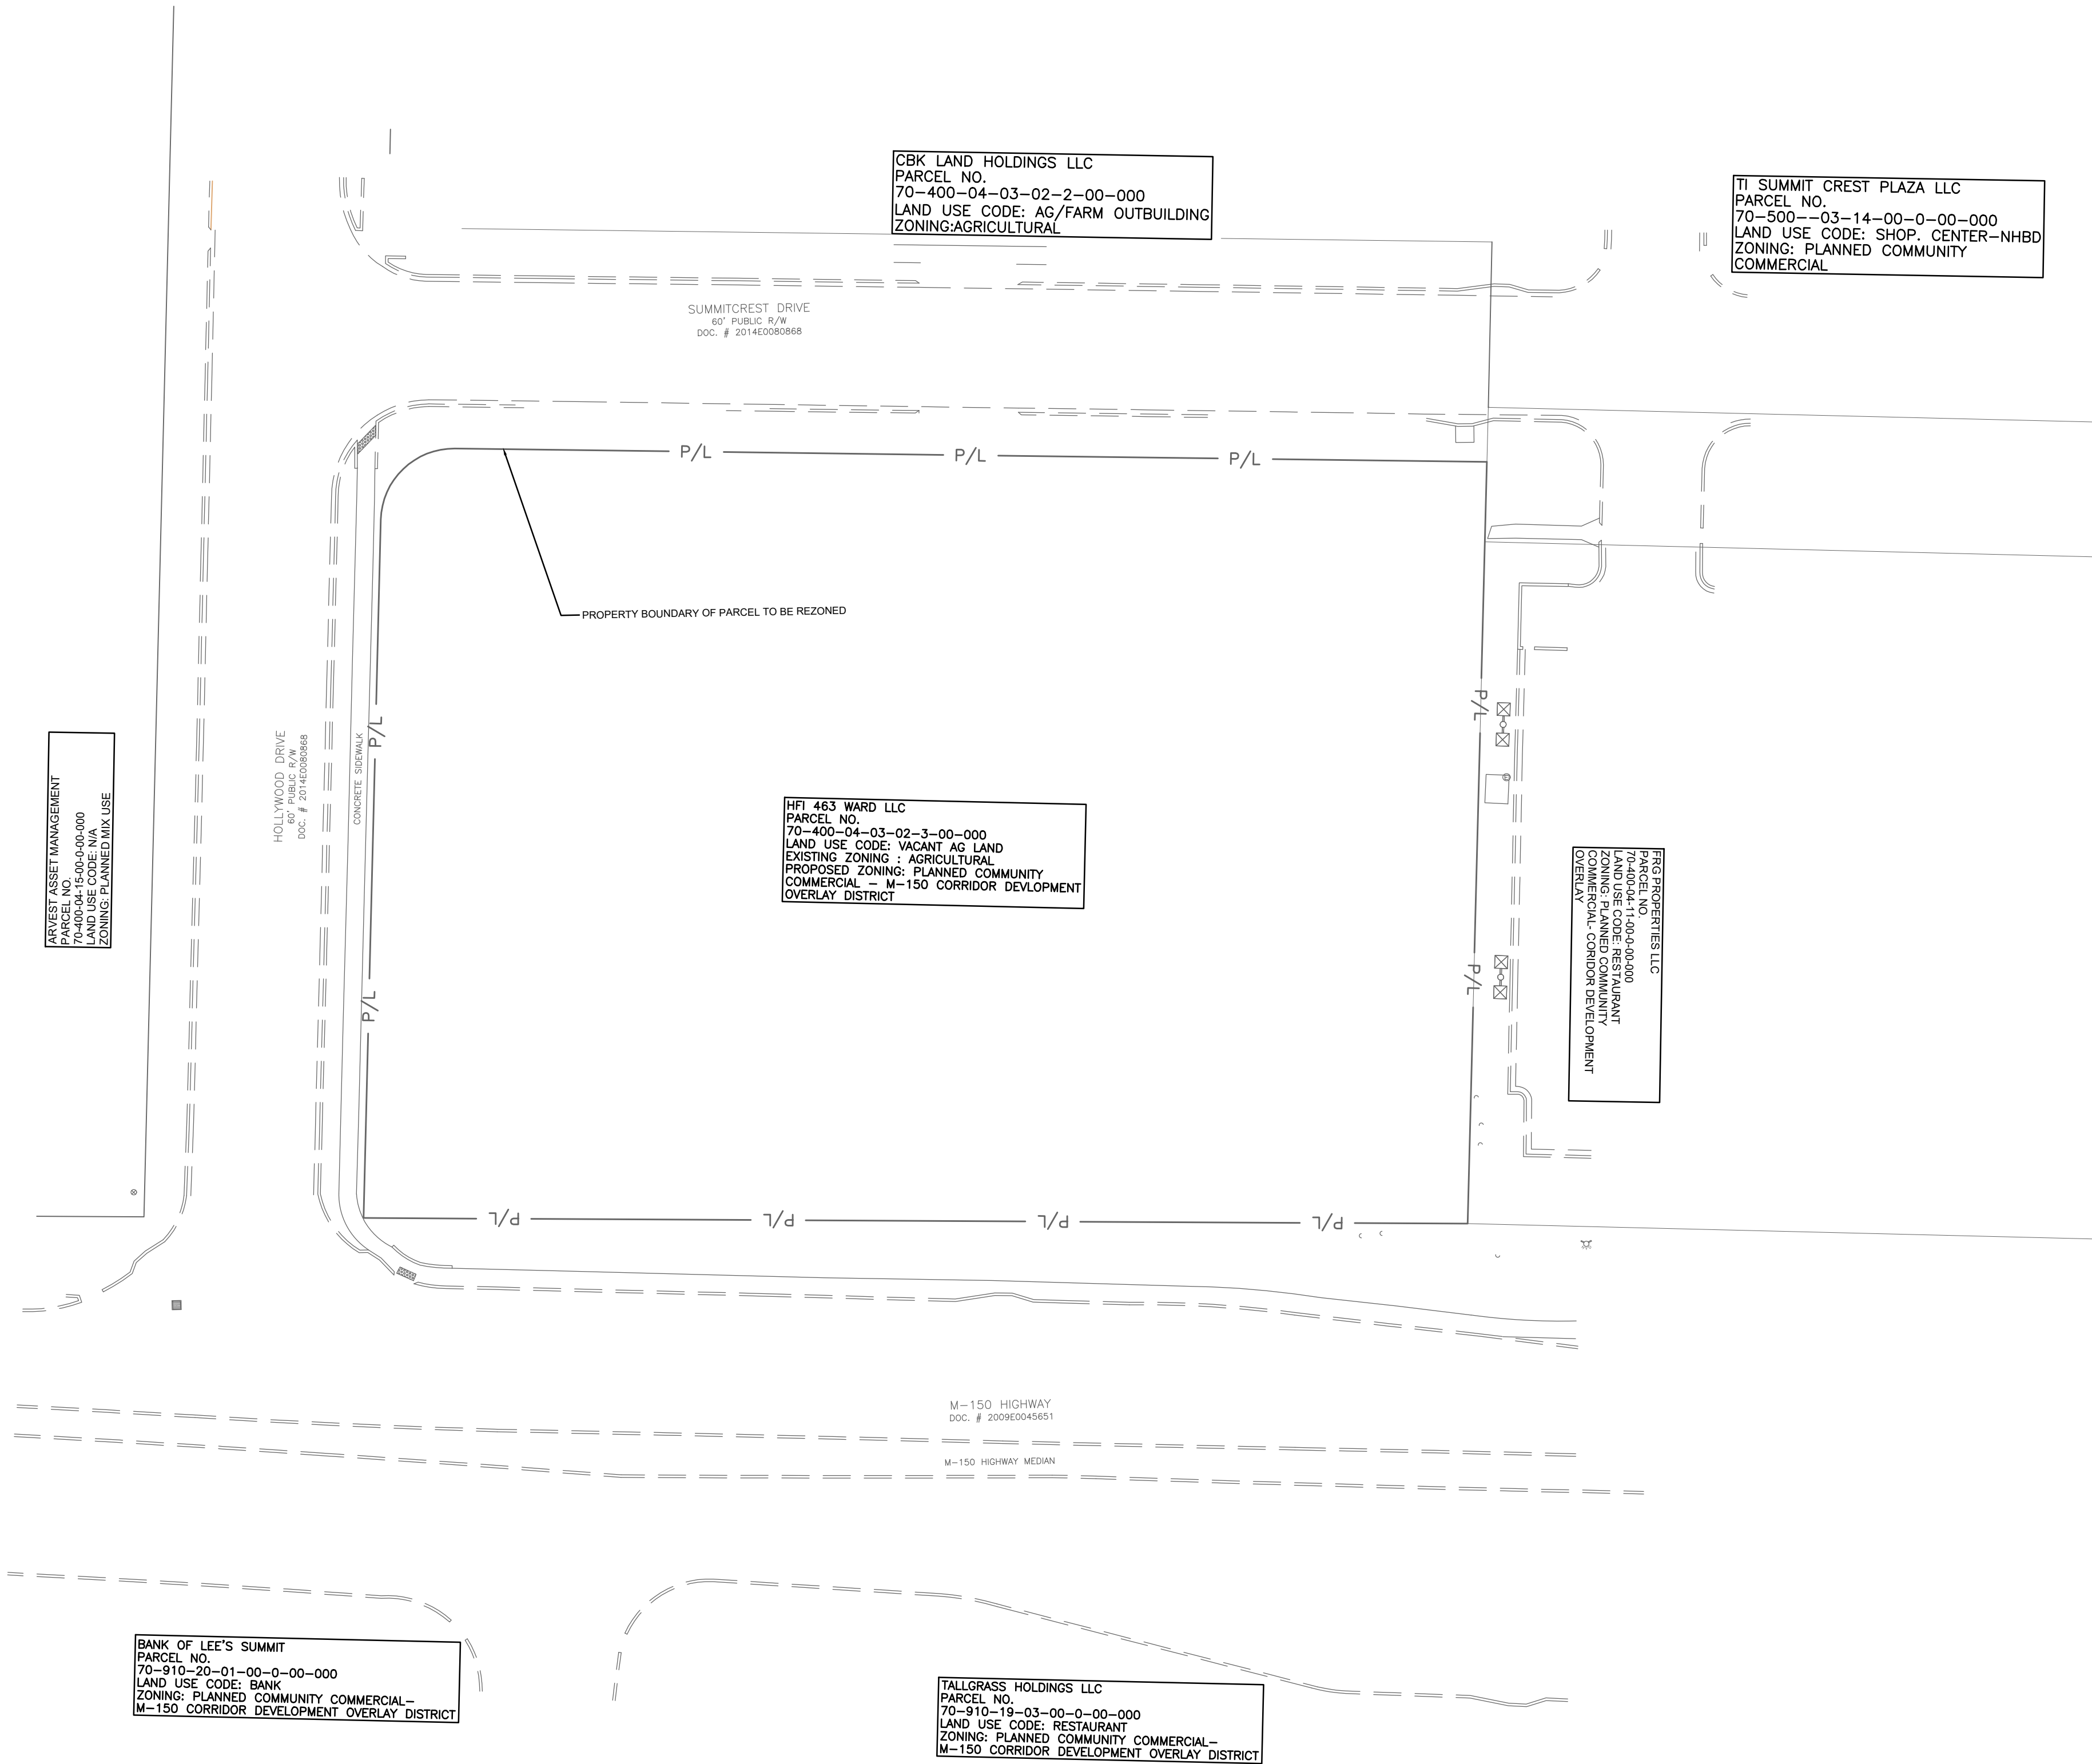 CBK LAND HOLDINGS LLC
PARCEL NO.
70-400-04-03-02-2-00-000
LAND USE CODE: AG/FARM OUTBUILDING
ZONING:AGRICULTURAL
TI SUMMIT CREST PLAZA LLC
PARCEL NO.
70-500--03-14-00-0-00-000
LAND USE CODE: SHOP. CENTER-NHBD
ZONING: PLANNED COMMUNITY
COMMERCIAL
SUMMITCREST DRIVE
60' PUBLIC R/W
DOC. # 2014E0080868
P/L
P/L
P/L
PROPERTY BOUNDARY OF PARCEL TO BE REZONED
P/L
P/L
ARVEST ASSET MANAGEMENT
PARCEL NO.
70-400-04-15-00-0-00-000
LAND USE CODE: N/A
ZONING: PLANNED MIX USE
HOLLYWOOD DRIVE
60' PUBLIC R/W
DOC. # 2014E0080868
CONCRETE SIDEWALK
HFI 463 WARD LLC
PARCEL NO.
70-400-04-03-02-3-00-000
LAND USE CODE: VACANT AG LAND
EXISTING ZONING : AGRICULTURAL
PROPOSED ZONING: PLANNED COMMUNITY
COMMERCIAL - M-150 CORRIDOR DEVLOPMENT
OVERLAY DISTRICT
FRG PROPERTIES LLC
PARCEL NO.
70-400-04-11-00-0-00-000
LAND USE CODE: RESTAURANT
ZONING: PLANNED COMMUNITY
COMMERCIAL- CORIDOR DEVELOPMENT
OVERLAY
P/L
P/L
P/L
P/L
P/L
P/L
M-150 HIGHWAY
DOC. # 2009E0045651
M-150 HIGHWAY MEDIAN
BANK OF LEE'S SUMMIT
PARCEL NO.
70-910-20-01-00-0-00-000
LAND USE CODE: BANK
ZONING: PLANNED COMMUNITY COMMERCIAL-
M-150 CORRIDOR DEVELOPMENT OVERLAY DISTRICT
TALLGRASS HOLDINGS LLC
PARCEL NO.
70-910-19-03-00-0-00-000
LAND USE CODE: RESTAURANT
ZONING: PLANNED COMMUNITY COMMERCIAL-
M-150 CORRIDOR DEVELOPMENT OVERLAY DISTRICT